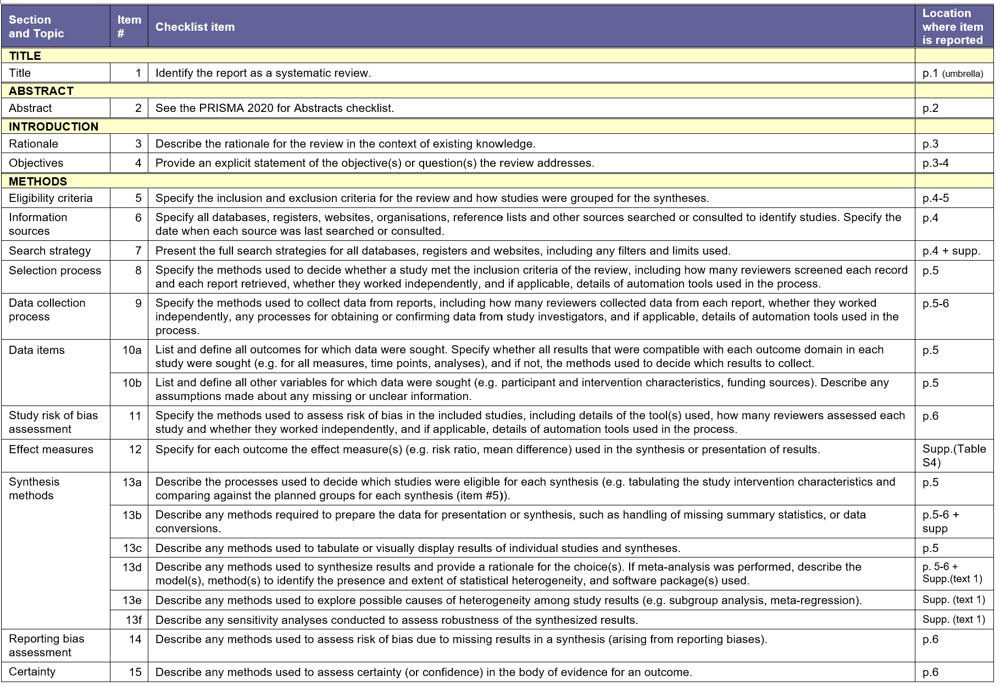 Section and Topic | Item # | Checklist item | Location where item is reported
TITLE
Title | 1 | Identify the report as a systematic review. | p.1 (umbrella)
ABSTRACT
Abstract | 2 | See the PRISMA 2020 for Abstracts checklist. | p.2
INTRODUCTION
Rationale | 3 | Describe the rationale for the review in the context of existing knowledge. | p.3
Objectives | 4 | Provide an explicit statement of the objective(s) or question(s) the review addresses. | p.3-4
METHODS
Eligibility criteria | 5 | Specify the inclusion and exclusion criteria for the review and how studies were grouped for the syntheses. | p.4-5
Information sources | 6 | Specify all databases, registers, websites, organisations, reference lists and other sources searched or consulted to identify studies. Specify the date when each source was last searched or consulted. | p.4
Search strategy | 7 | Present the full search strategies for all databases, registers and websites, including any filters and limits used. | p.4 + supp.
Selection process | 8 | Specify the methods used to decide whether a study met the inclusion criteria of the review, including how many reviewers screened each record and each report retrieved, whether they worked independently, and if applicable, details of automation tools used in the process. | p.5
Data collection process | 9 | Specify the methods used to collect data from reports, including how many reviewers collected data from each report, whether they worked independently, any processes for obtaining or confirming data from study investigators, and if applicable, details of automation tools used in the process. | p.5-6
Data items | 10a | List and define all outcomes for which data were sought. Specify whether all results that were compatible with each outcome domain in each study were sought (e.g. for all measures, time points, analyses), and if not, the methods used to decide which results to collect. | p.5
10b | List and define all other variables for which data were sought (e.g. participant and intervention characteristics, funding sources). Describe any assumptions made about any missing or unclear information. | p.5
Study risk of bias assessment | 11 | Specify the methods used to assess risk of bias in the included studies, including details of the tool(s) used, how many reviewers assessed each study and whether they worked independently, and if applicable, details of automation tools used in the process. | p.6
Effect measures | 12 | Specify for each outcome the effect measure(s) (e.g. risk ratio, mean difference) used in the synthesis or presentation of results. | Supp.(Table S4)
Synthesis methods | 13a | Describe the processes used to decide which studies were eligible for each synthesis (e.g. tabulating the study intervention characteristics and comparing against the planned groups for each synthesis (item #5)). | p.5
13b | Describe any methods required to prepare the data for presentation or synthesis, such as handling of missing summary statistics, or data conversions. | p.5-6 + supp
13c | Describe any methods used to tabulate or visually display results of individual studies and syntheses. | p.5
13d | Describe any methods used to synthesize results and provide a rationale for the choice(s). If meta-analysis was performed, describe the model(s), method(s) to identify the presence and extent of statistical heterogeneity, and software package(s) used. | p. 5-6 + Supp.(text 1)
13e | Describe any methods used to explore possible causes of heterogeneity among study results (e.g. subgroup analysis, meta-regression). | Supp. (text 1)
13f | Describe any sensitivity analyses conducted to assess robustness of the synthesized results. | Supp. (text 1)
Reporting bias assessment | 14 | Describe any methods used to assess risk of bias due to missing results in a synthesis (arising from reporting biases). | p.6
Certainty | 15 | Describe any methods used to assess certainty (or confidence) in the body of evidence for an outcome. | p.6